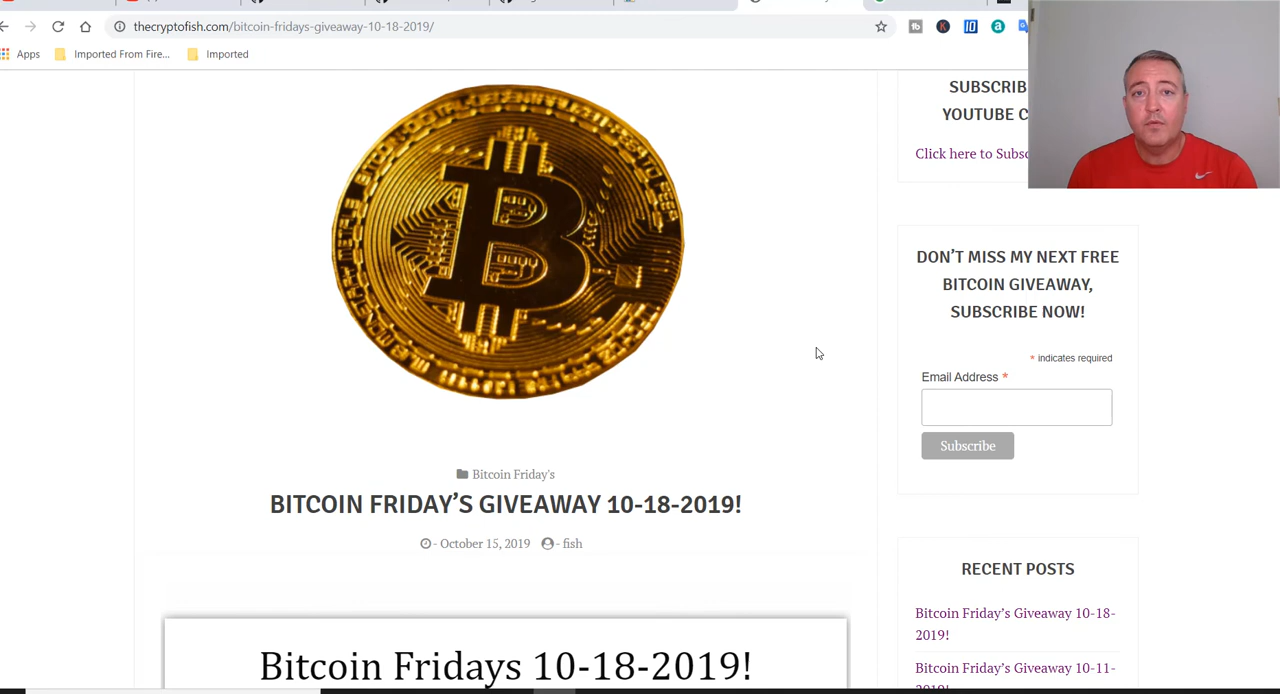 thecryptofish.com/bitcoin-fridays-giveaway-10-18-2019/
Apps
Imported From Fire...
Imported
SUBSCRIB
YOUTUBE C
Click here to Subsc
DON'T MISS MY NEXT FREE
BITCOIN GIVEAWAY,
SUBSCRIBE NOW!
* indicates required
Email Address *
Subscribe
Bitcoin Friday's
BITCOIN FRIDAY'S GIVEAWAY 10-18-2019!
- October 15, 2019 - fish
Bitcoin Fridays 10-18-2019!
RECENT POSTS
Bitcoin Friday's Giveaway 10-18-
2019!
Bitcoin Friday's Giveaway 10-11-
2019!